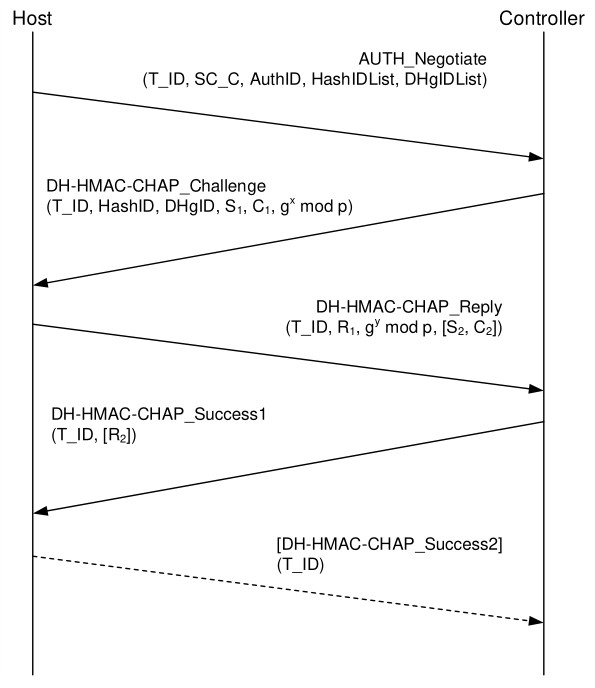 Host
Controller
AUTH_Negotiate
(T_ID, SC_C, AuthID, HashIDList, DHgIDList)
DH-HMAC-CHAP_Challenge
(T_ID, HashID, DHgID, S₁, C₁, gˣ mod p)
DH-HMAC-CHAP_Reply
(T_ID, R₁, gʸ mod p, [S₂, C₂])
DH-HMAC-CHAP_Success1
(T_ID, [R₂])
[DH-HMAC-CHAP_Success2]
(T_ID)